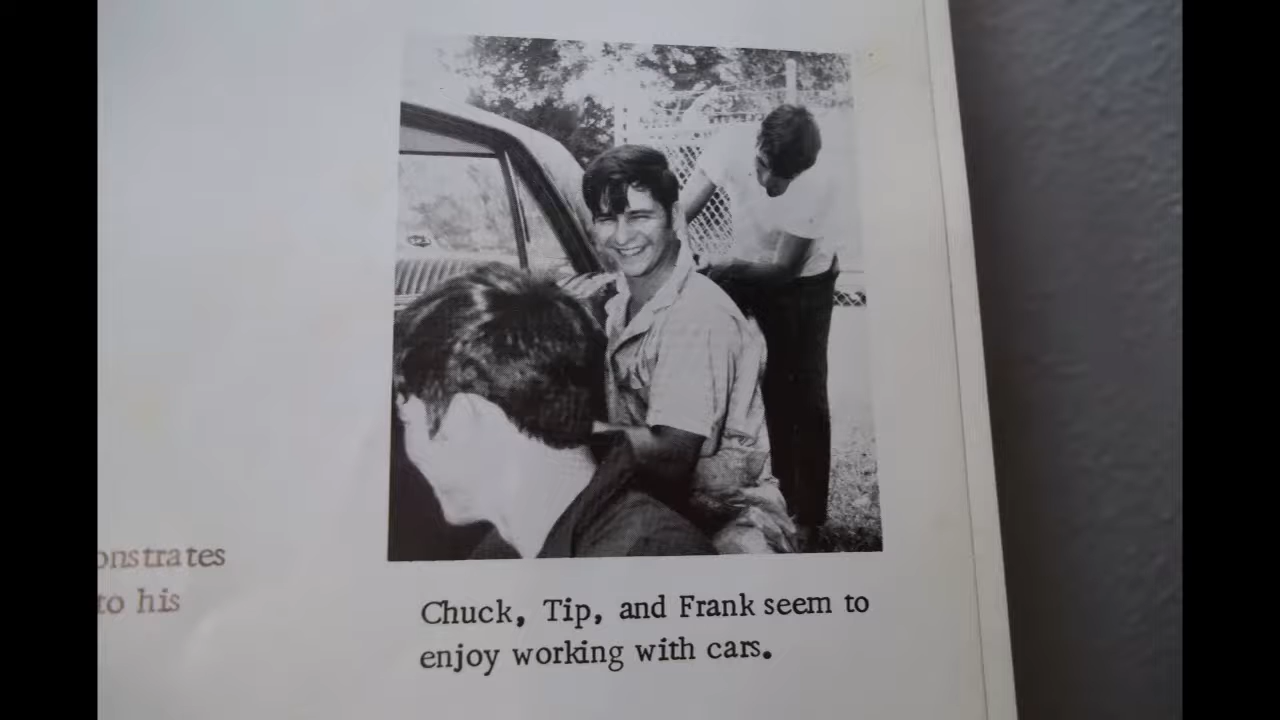 onstrates
to his
Chuck, Tip, and Frank seem to
enjoy working with cars.